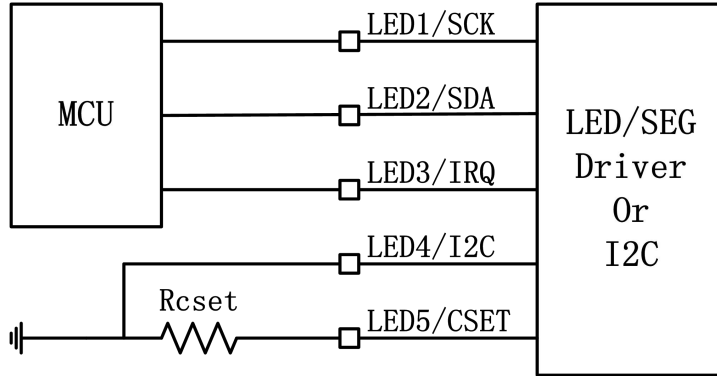 LED1/SCK
MCU
LED2/SDA
LED3/IRQ
LED4/I2C
Rcset
LED5/CSET
LED/SEG
Driver
Or
I2C